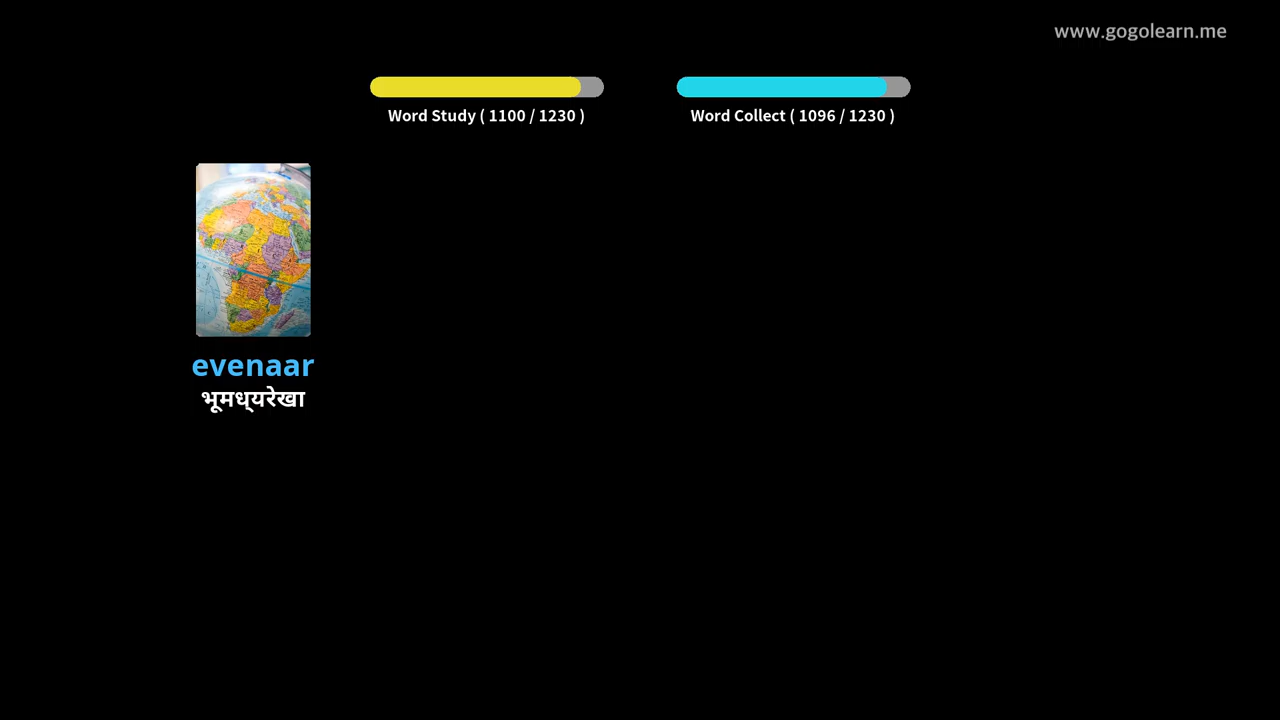 www.gogolearn.me
Word Study ( 1100 / 1230 )
Word Collect ( 1096 / 1230 )
evenaar
भूमध्यरेखा